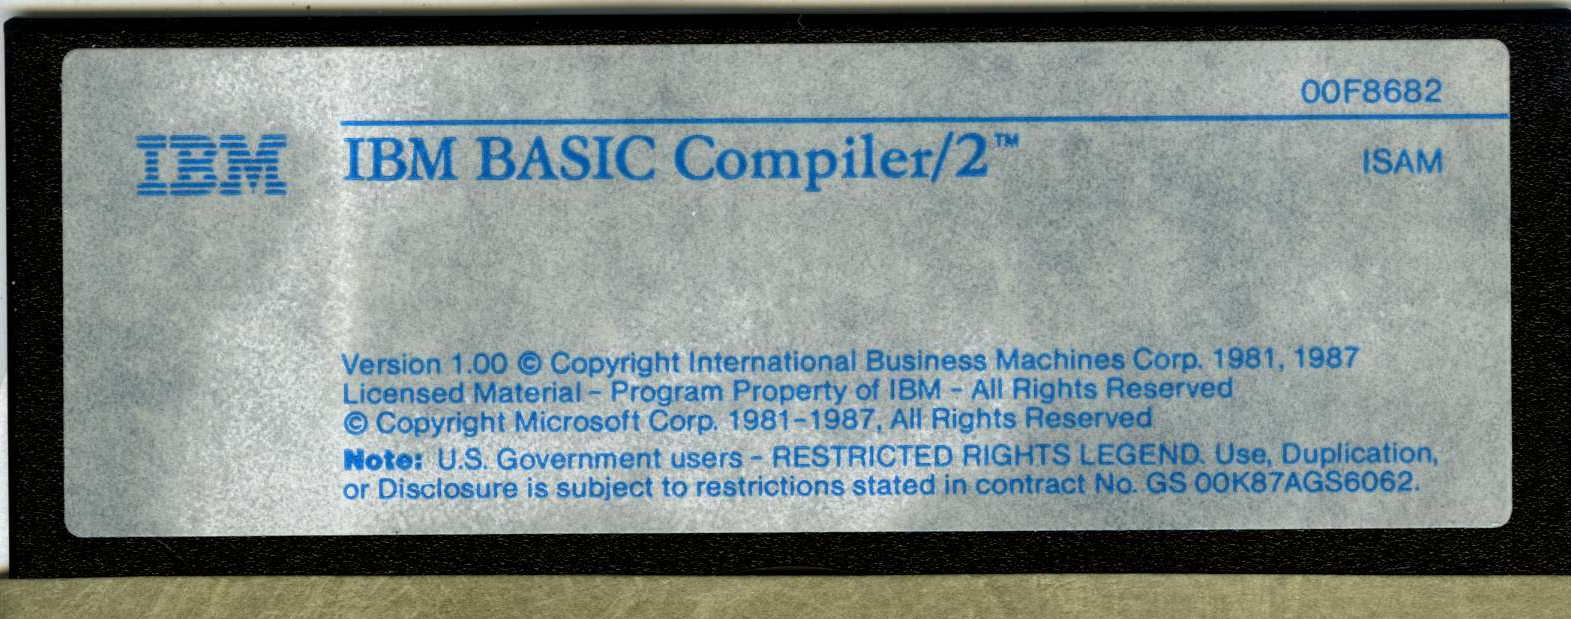 00F8682
IBM
IBM BASIC Compiler/2™
ISAM
Version 1.00 © Copyright International Business Machines Corp. 1981, 1987
Licensed Material – Program Property of IBM – All Rights Reserved
© Copyright Microsoft Corp. 1981–1987, All Rights Reserved
Note: U.S. Government users – RESTRICTED RIGHTS LEGEND. Use, Duplication,
or Disclosure is subject to restrictions stated in contract No. GS 00K87AGS6062.